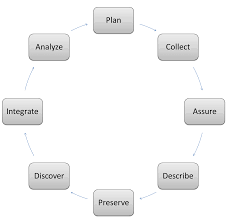 Plan
Collect
Assure
Describe
Preserve
Discover
Integrate
Analyze